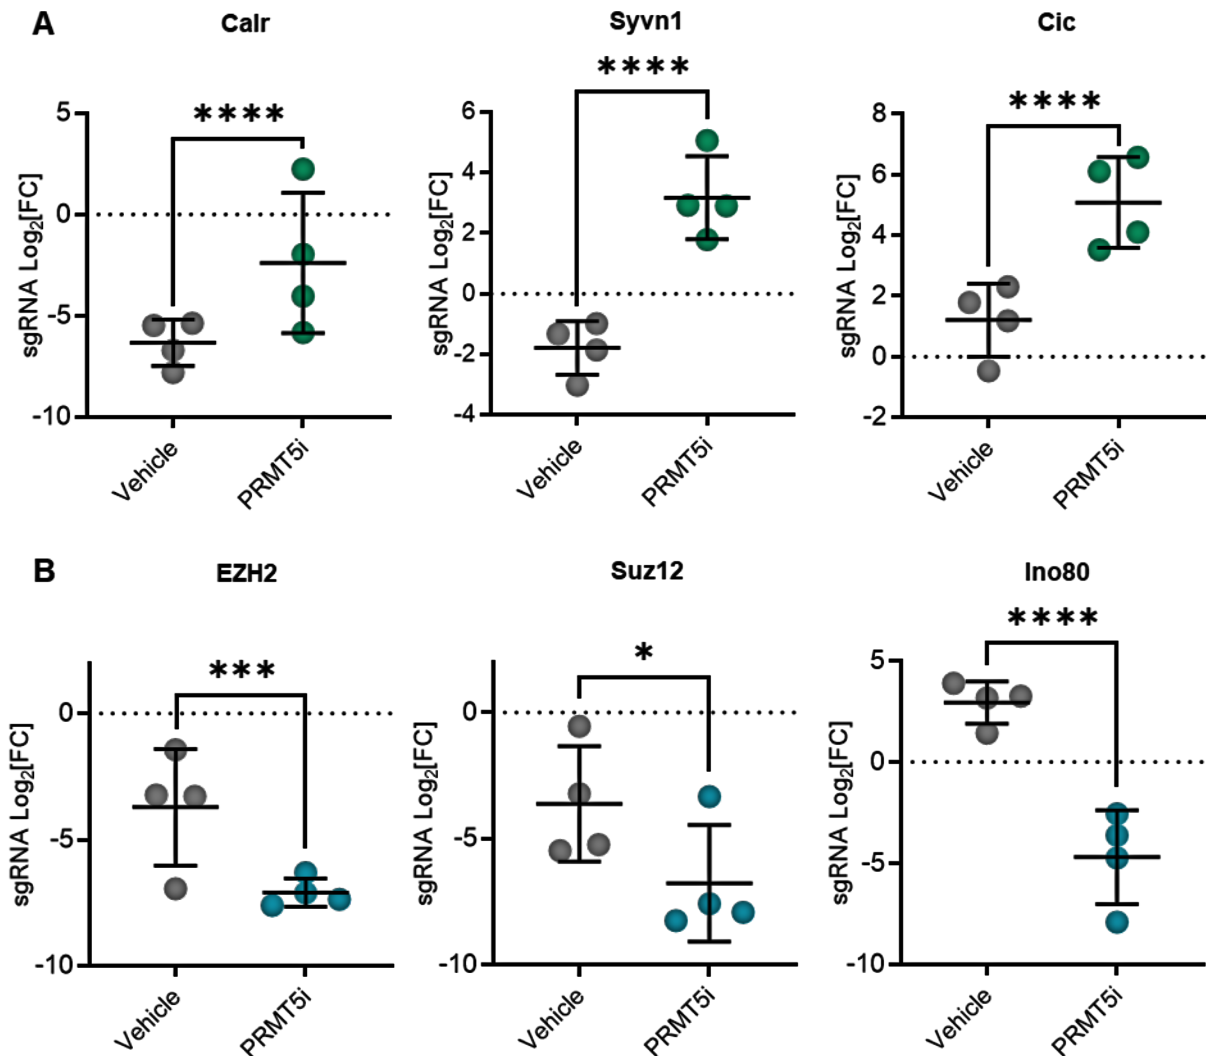 A
Calr
Syvn1
Cic
****
****
****
sgRNA Log₂[FC]
5
0
-5
-10
Vehicle
PRMT5i
sgRNA Log₂[FC]
6
4
2
0
-2
-4
Vehicle
PRMT5i
sgRNA Log₂[FC]
8
6
4
2
0
-2
Vehicle
PRMT5i
B
EZH2
Suz12
Ino80
***
*
****
sgRNA Log₂[FC]
0
-5
-10
Vehicle
PRMT5i
sgRNA Log₂[FC]
0
-5
-10
Vehicle
PRMT5i
sgRNA Log₂[FC]
5
0
-5
-10
Vehicle
PRMT5i